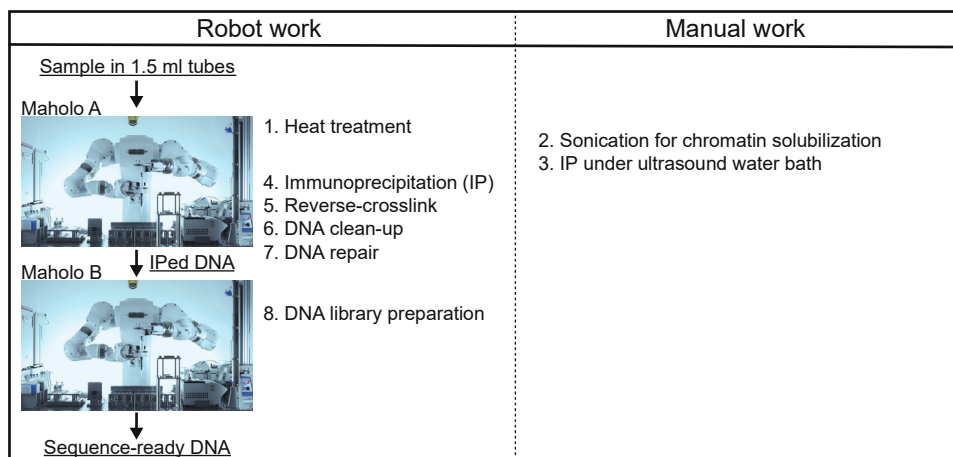 Robot work
Manual work
Sample in 1.5 ml tubes
Maholo A
1. Heat treatment
2. Sonication for chromatin solubilization
3. IP under ultrasound water bath
4. Immunoprecipitation (IP)
5. Reverse-crosslink
6. DNA clean-up
7. DNA repair
IPed DNA
Maholo B
8. DNA library preparation
Sequence-ready DNA